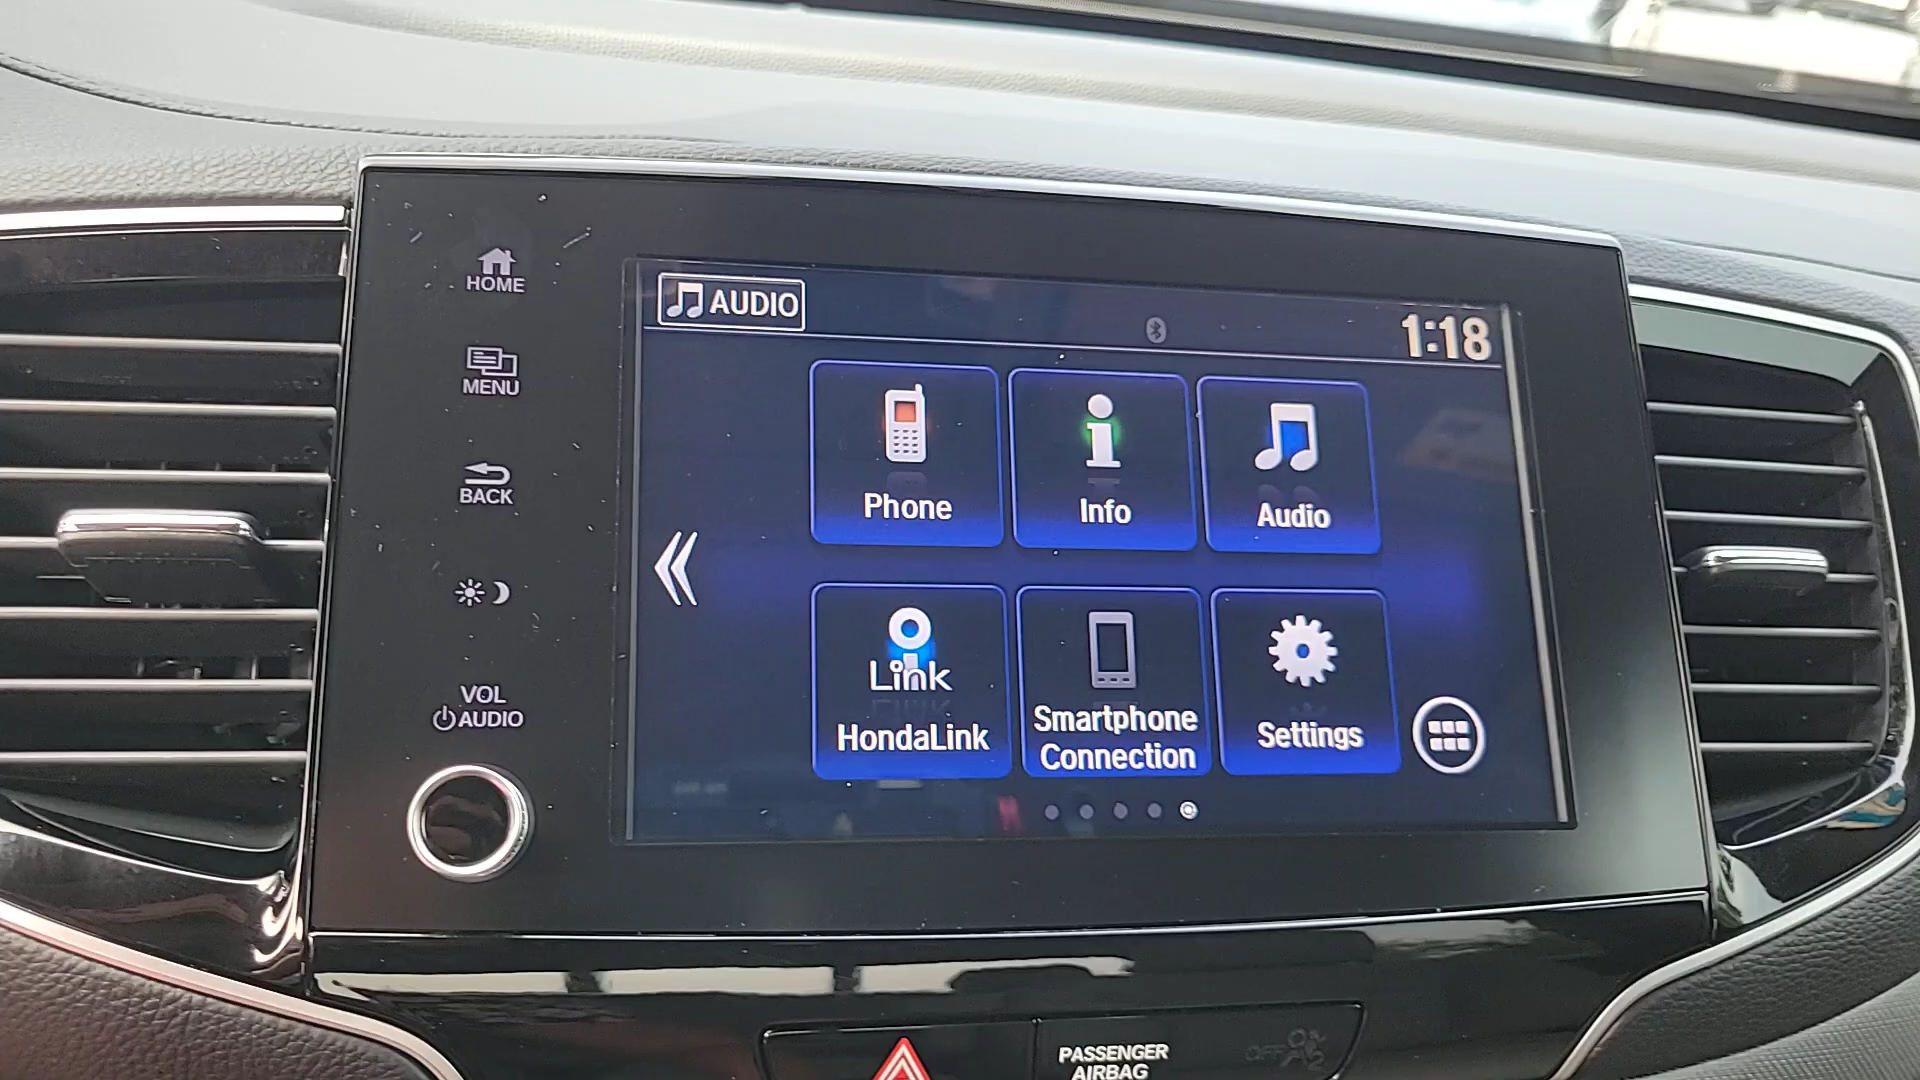 HOME
MENU
BACK
VOL
AUDIO
AUDIO
1:18
Phone
Info
Audio
Link
HondaLink
Smartphone
Connection
Settings
PASSENGER
AIRBAG
OFF